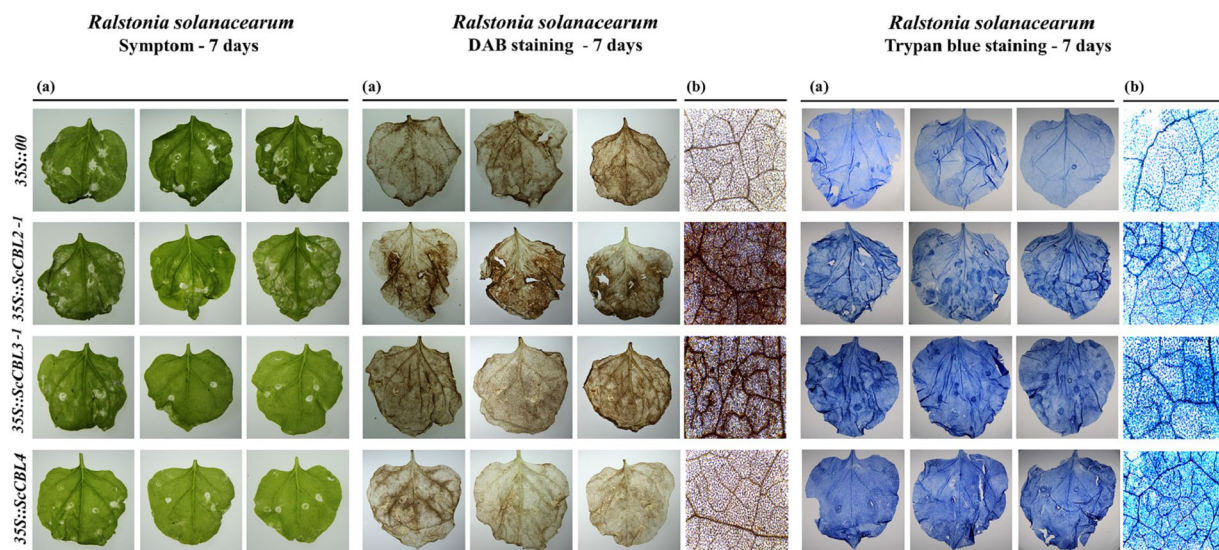 Ralstonia solanacearum
Symptom - 7 days
Ralstonia solanacearum
DAB staining - 7 days
Ralstonia solanacearum
Trypan blue staining - 7 days
(a)
(a)
(b)
(a)
(b)
35S::00
35S::ScCBL2 -1
35S::ScCBL3 -1
35S::ScCBL4